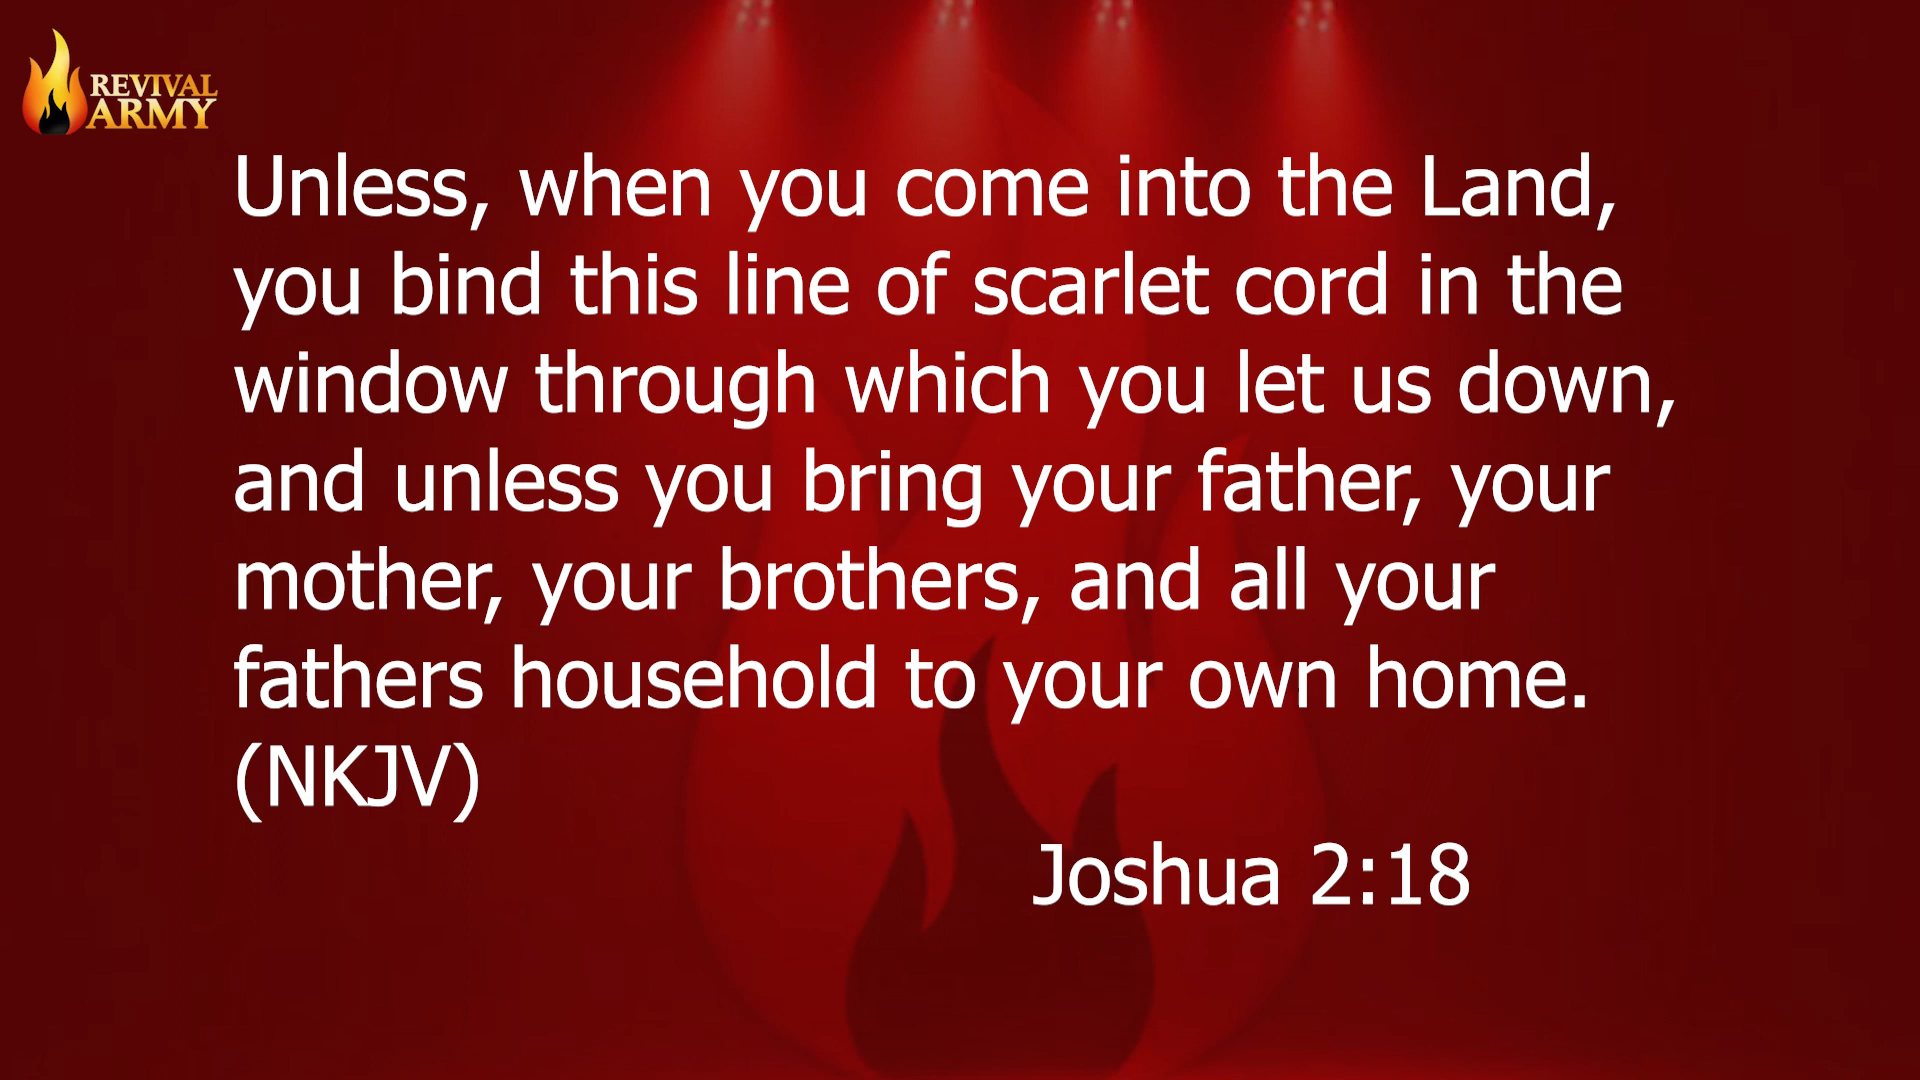 REVIVAL
ARMY
Unless, when you come into the Land,
you bind this line of scarlet cord in the
window through which you let us down,
and unless you bring your father, your
mother, your brothers, and all your
fathers household to your own home.
(NKJV)
Joshua 2:18